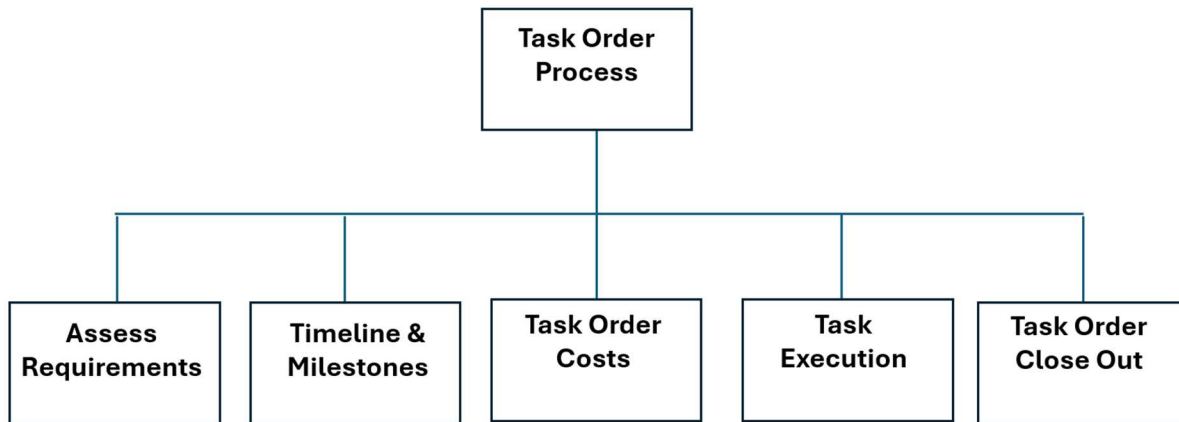 Task Order
Process
Assess
Requirements
Timeline &
Milestones
Task Order
Costs
Task
Execution
Task Order
Close Out